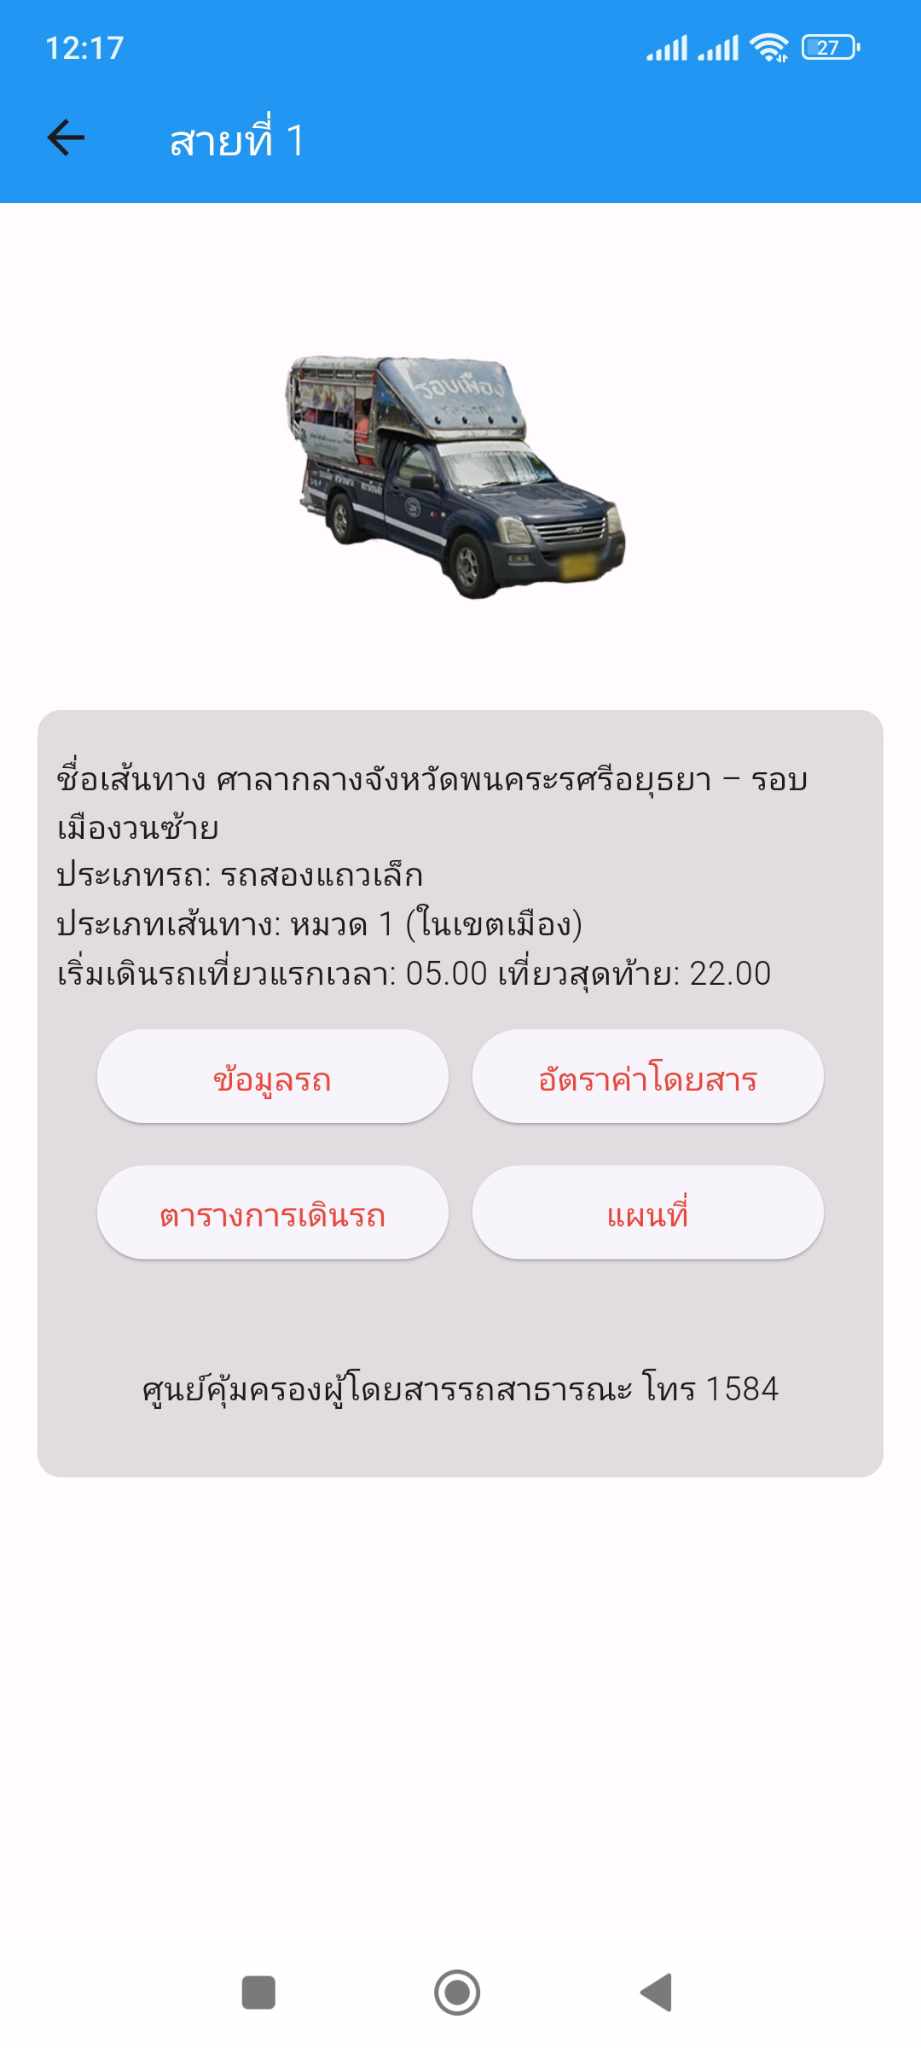 12:17
27
สายที่ 1
รอบเมือง
ชื่อเส้นทาง ศาลากลางจังหวัดพนคระรศรีอยุธยา – รอบ
เมืองวนซ้าย
ประเภทรถ: รถสองแถวเล็ก
ประเภทเส้นทาง: หมวด 1 (ในเขตเมือง)
เริ่มเดินรถเที่ยวแรกเวลา: 05.00 เที่ยวสุดท้าย: 22.00
ข้อมูลรถ
อัตราค่าโดยสาร
ตารางการเดินรถ
แผนที่
ศูนย์คุ้มครองผู้โดยสารรถสาธารณะ โทร 1584